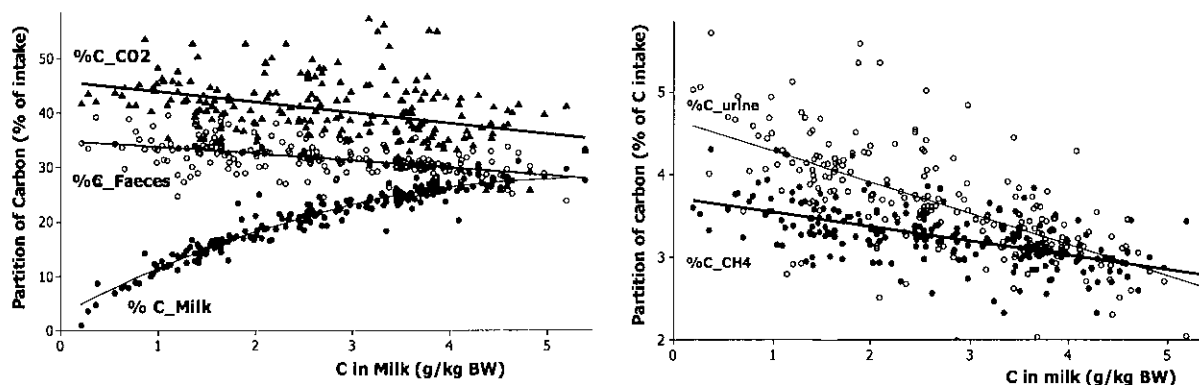 Partition of Carbon (% of intake)
50
40
30
20
10
0
%C_CO2
%C_Faeces
% C_Milk
0 1 2 3 4 5
C in Milk (g/kg BW)
Partition of carbon (% of C intake)
5
4
3
2
%C_urine
%C_CH4
0 1 2 3 4 5
C in milk (g/kg BW)